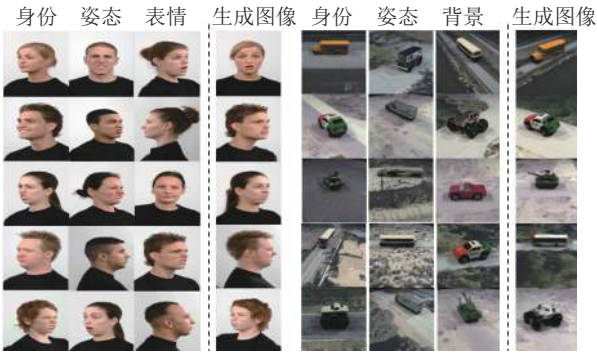 身份 姿态 表情 生成图像 身份 姿态 背景 生成图像